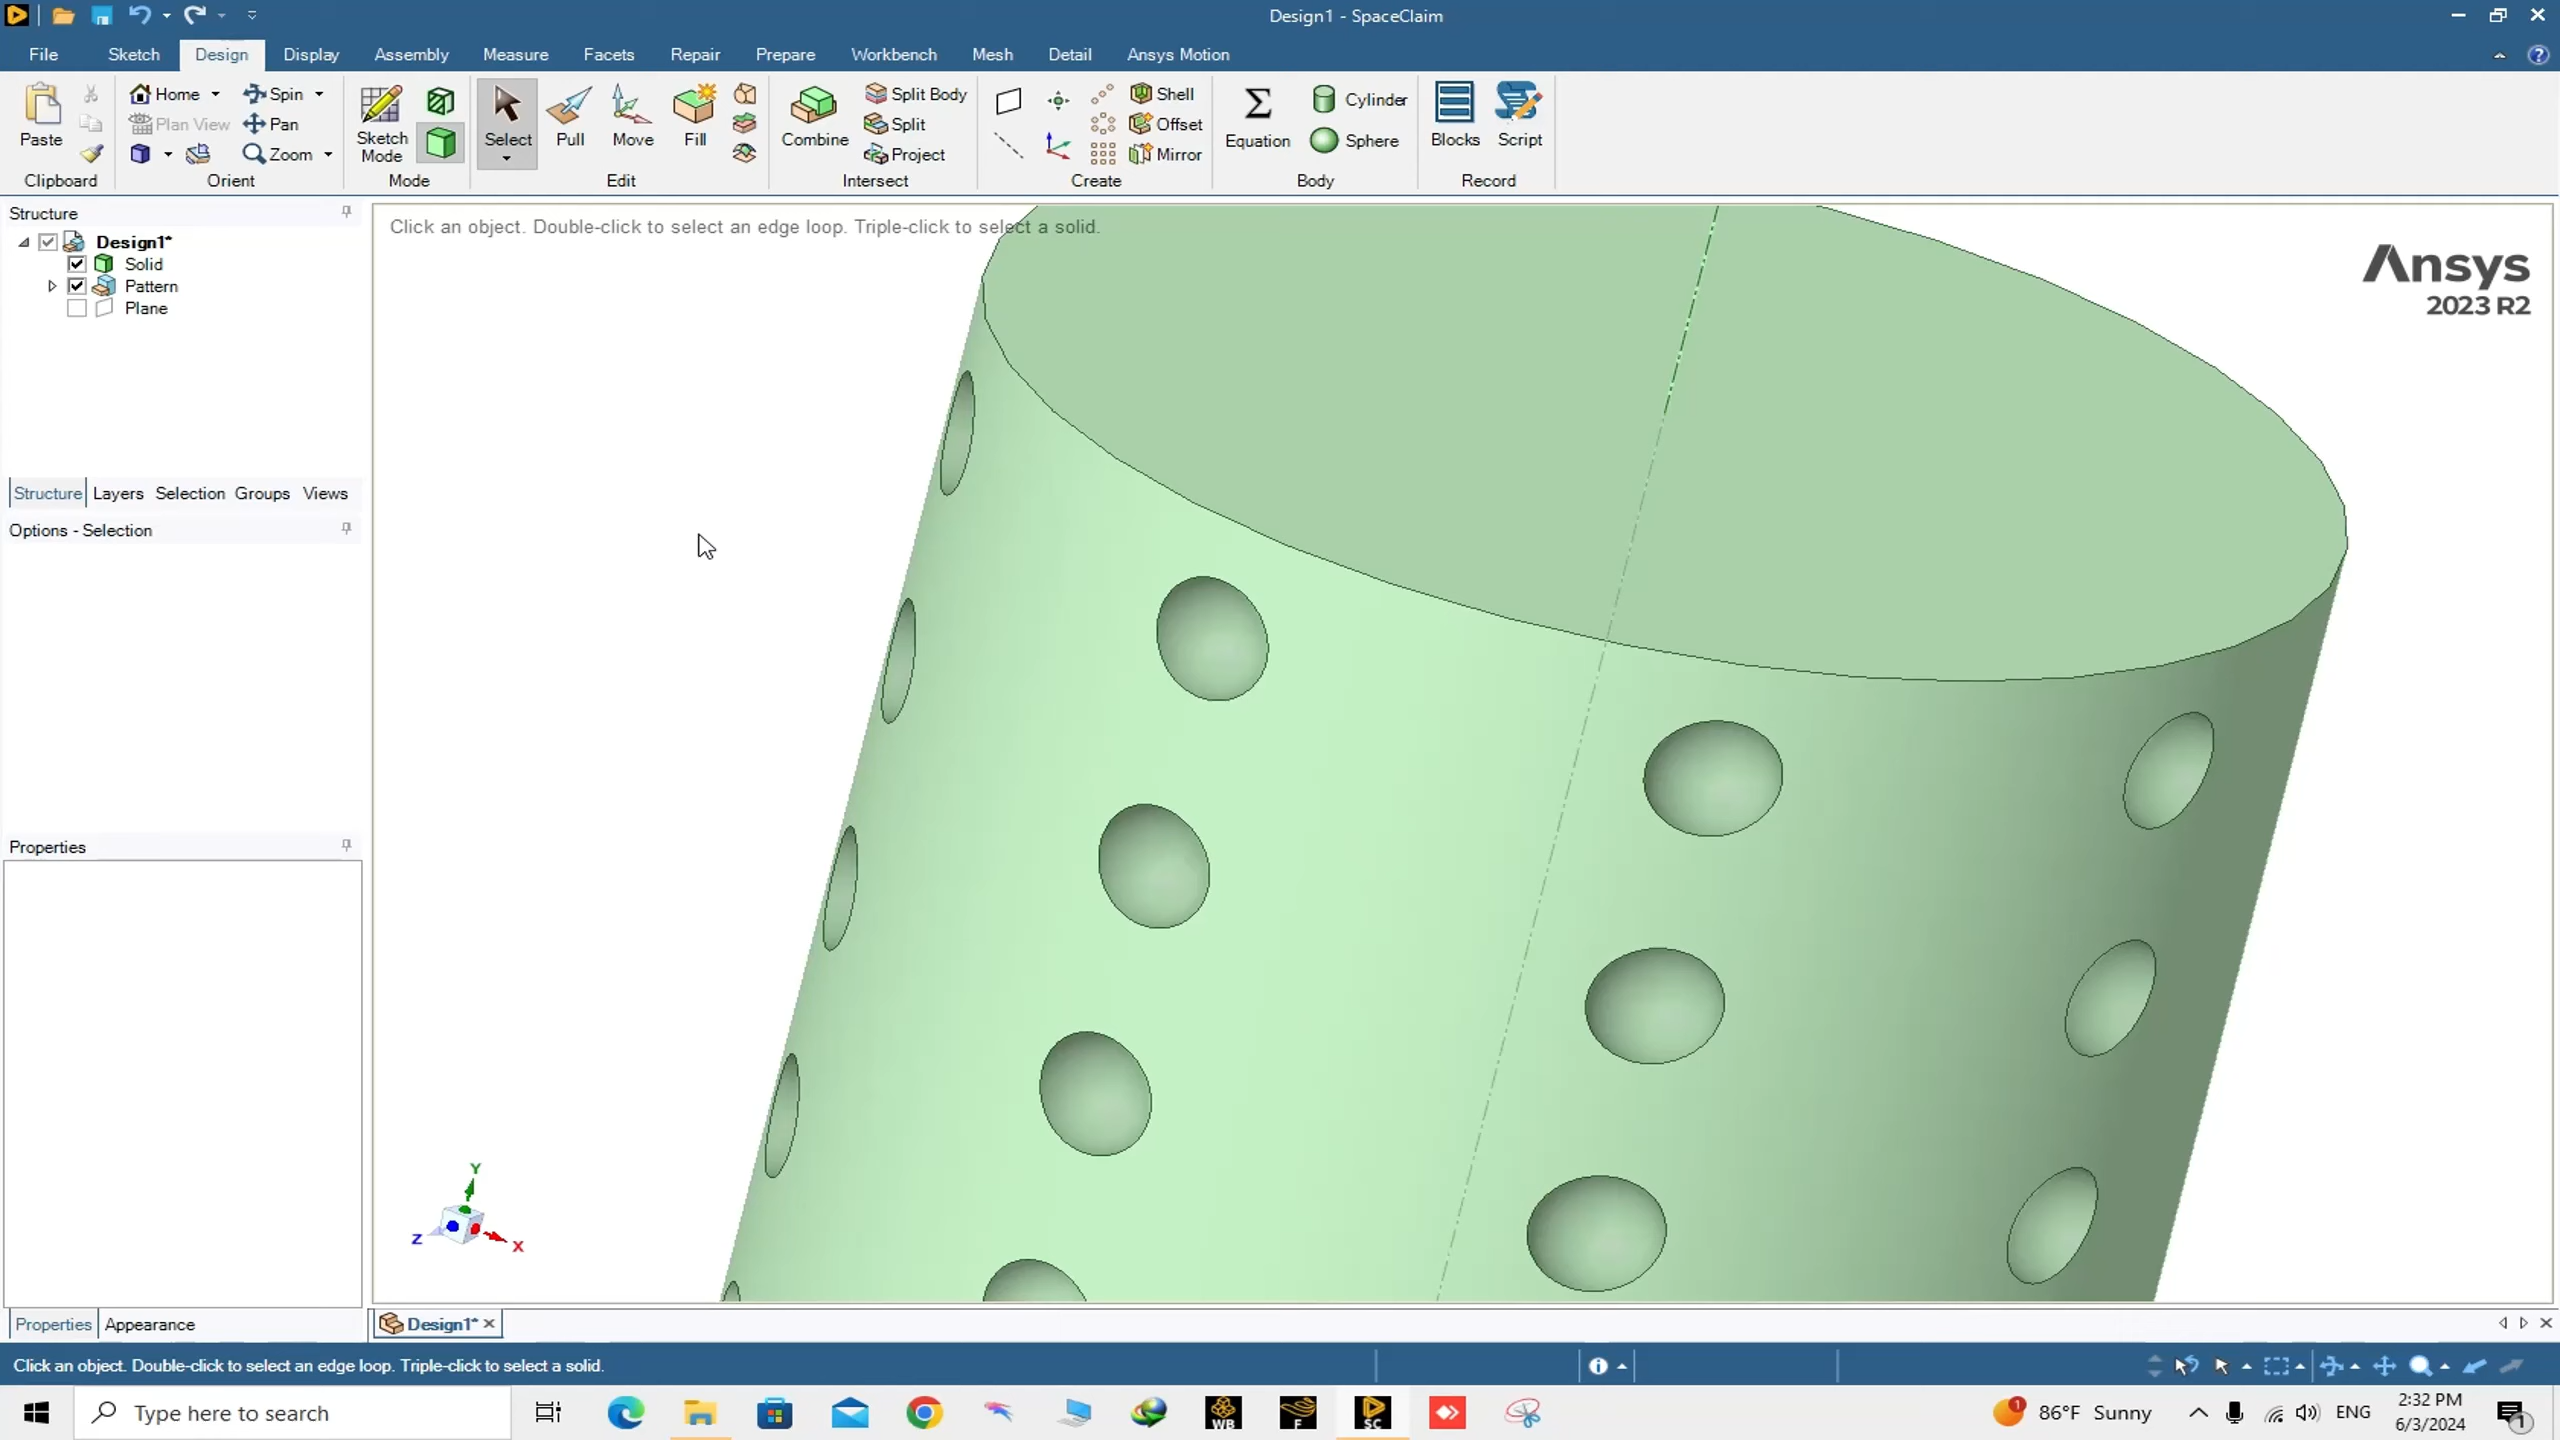 Design1 - SpaceClaim
File Sketch Design Display Assembly Measure Facets Repair Prepare Workbench Mesh Detail Ansys Motion
Paste
Clipboard
Home Spin
Plan View Pan
Zoom
Orient
Sketch Mode
Mode
Select Pull Move Fill
Edit
Combine
Split Body
Split
Project
Intersect
Shell
Offset
Mirror
Create
Equation
Cylinder
Sphere
Body
Blocks Script
Record
Structure
Design1*
Solid
Pattern
Plane
Structure Layers Selection Groups Views
Options - Selection
Properties
Properties Appearance
Click an object. Double-click to select an edge loop. Triple-click to select a solid.
Ansys
2023 R2
Y
Z
X
Design1*
Click an object. Double-click to select an edge loop. Triple-click to select a solid.
Type here to search
WB
F
SC
1
86°F Sunny
ENG
2:32 PM
6/3/2024
1